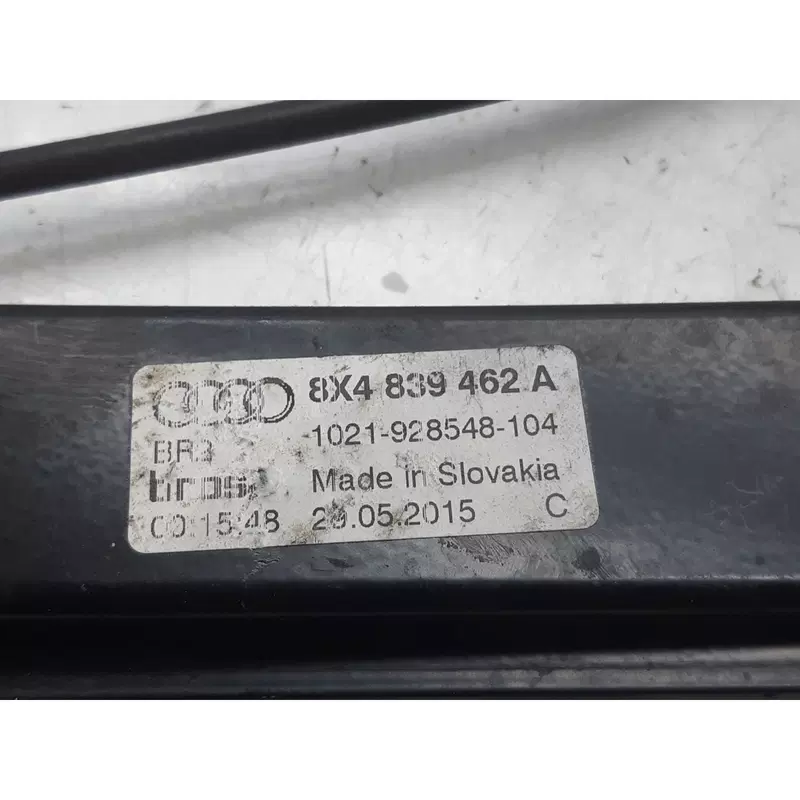 8X4 839 462 A
1021-928548-104
BR3
brose
Made in Slovakia
00:15:48 29.05.2015 C